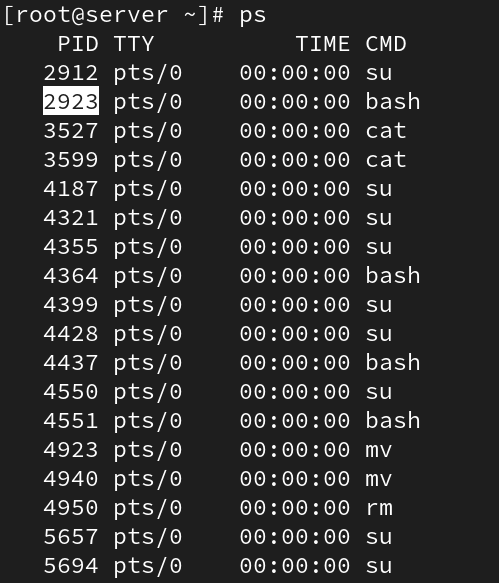 [root@server ~]# ps
PID TTY TIME CMD
2912 pts/0 00:00:00 su
2923 pts/0 00:00:00 bash
3527 pts/0 00:00:00 cat
3599 pts/0 00:00:00 cat
4187 pts/0 00:00:00 su
4321 pts/0 00:00:00 su
4355 pts/0 00:00:00 su
4364 pts/0 00:00:00 bash
4399 pts/0 00:00:00 su
4428 pts/0 00:00:00 su
4437 pts/0 00:00:00 bash
4550 pts/0 00:00:00 su
4551 pts/0 00:00:00 bash
4923 pts/0 00:00:00 mv
4940 pts/0 00:00:00 mv
4950 pts/0 00:00:00 rm
5657 pts/0 00:00:00 su
5694 pts/0 00:00:00 su